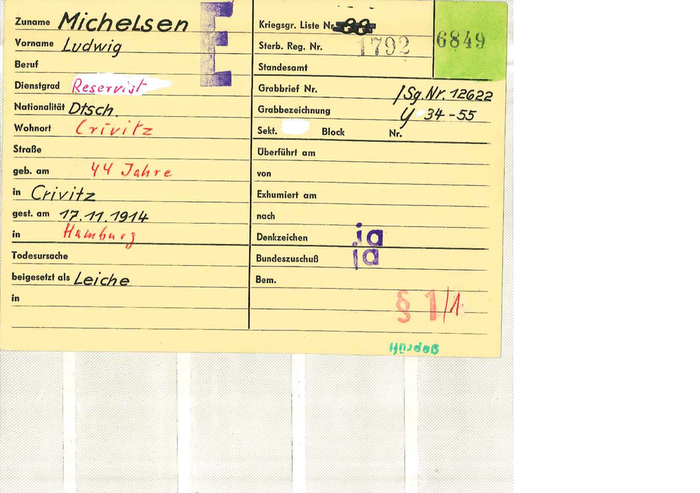 Zuname Michelsen
Vorname Ludwig
Beruf
Dienstgrad Reservist
Nationalität Dtsch.
Wohnort Crivitz
Straße
geb. am 44 Jahre
in Crivitz
gest. am 17.11.1914
in Hamburg
Todesursache
beigesetzt als Leiche
in
E
Kriegsgr. Liste Nr.
Sterb. Reg. Nr. 1792
6849
Standesamt
Grabbrief Nr. /Sg.Nr. 12622
Grabbezeichnung Y 34-55
Sekt. Block Nr.
Überführt am
von
Exhumiert am
nach
Denkzeichen ja
Bundeszuschuß ja
Bem.
§ 1/1.
Geprüft